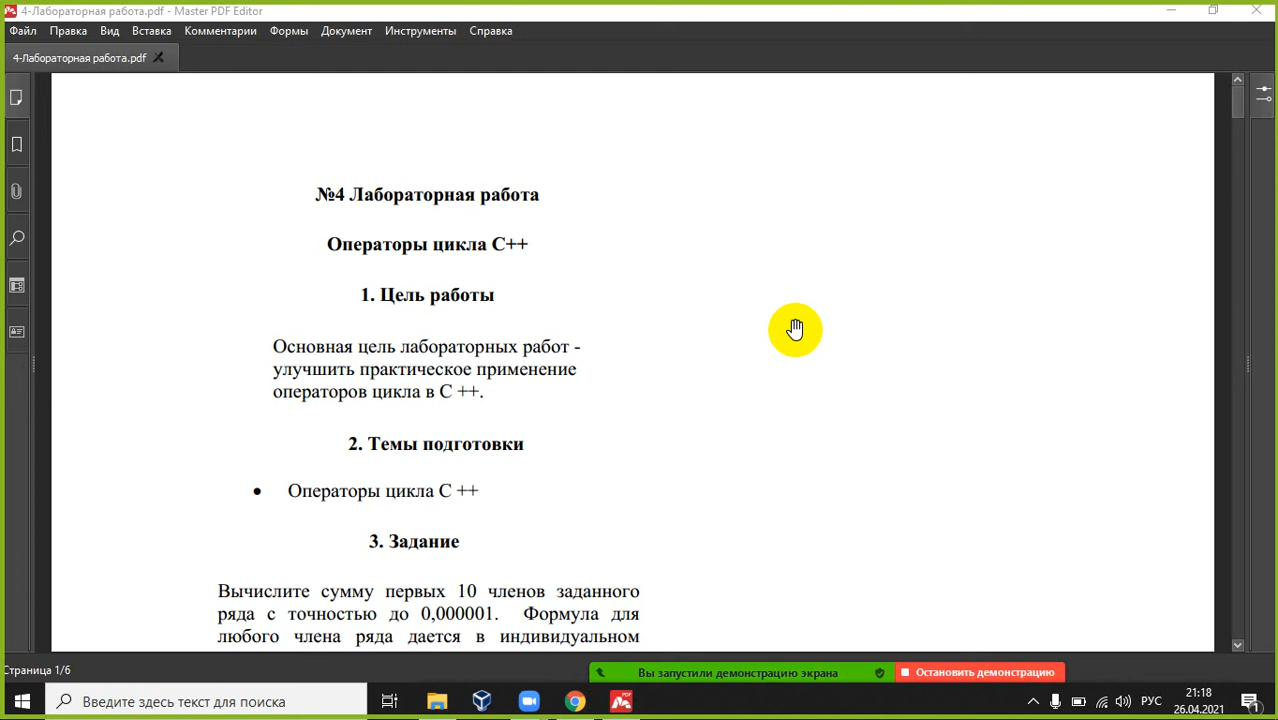 4-Лабораторная работа.pdf - Master PDF Editor
Файл Правка Вид Вставка Комментарии Формы Документ Инструменты Справка
4-Лабораторная работа.pdf
№4 Лабораторная работа
Операторы цикла C++
1. Цель работы
Основная цель лабораторных работ -
улучшить практическое применение
операторов цикла в C ++.
2. Темы подготовки
• Операторы цикла C ++
3. Задание
Вычислите сумму первых 10 членов заданного
ряда с точностью до 0,000001. Формула для
любого члена ряда дается в индивидуальном
Страница 1/6
Вы запустили демонстрацию экрана
Остановить демонстрацию
Введите здесь текст для поиска
PDF
РУС
21:18
26.04.2021
1